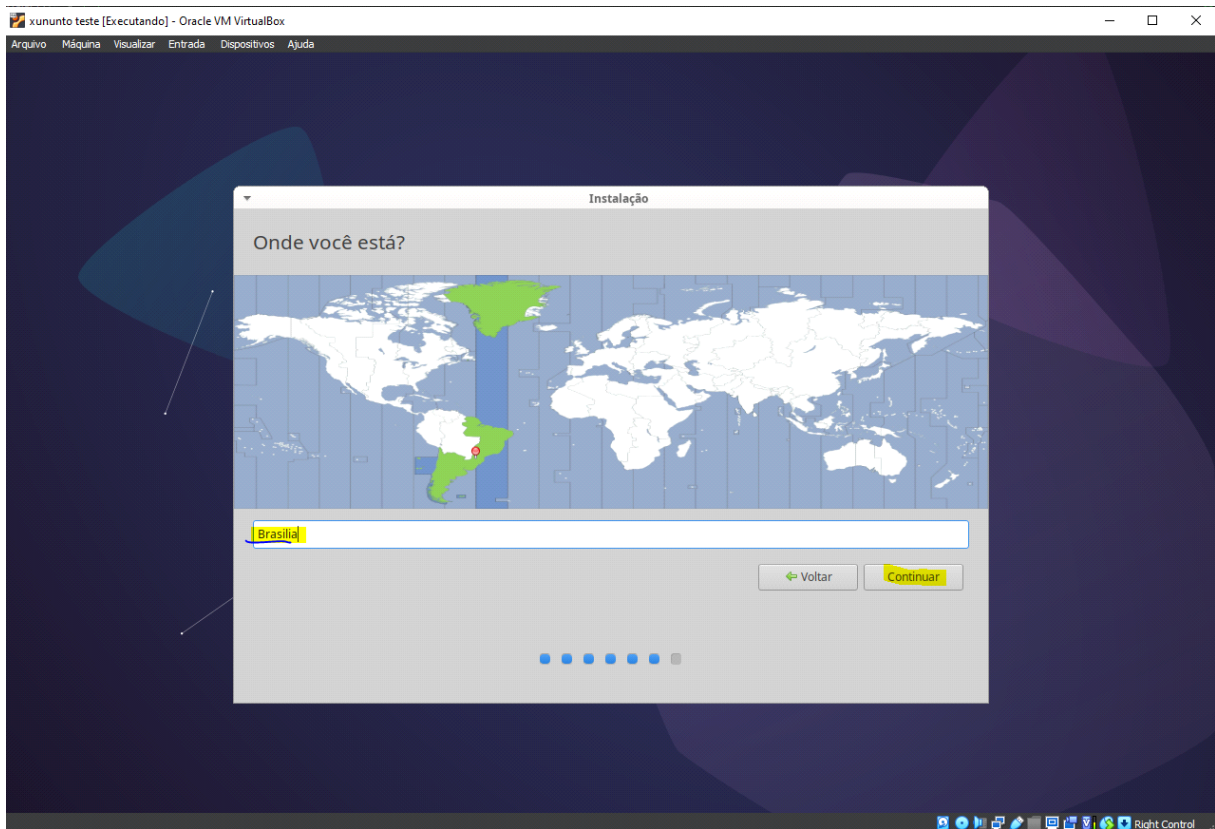 xununto teste [Executando] - Oracle VM VirtualBox
Arquivo Máquina Visualizar Entrada Dispositivos Ajuda
Instalação
Onde você está?
Brasilia
Voltar Continuar
Right Control